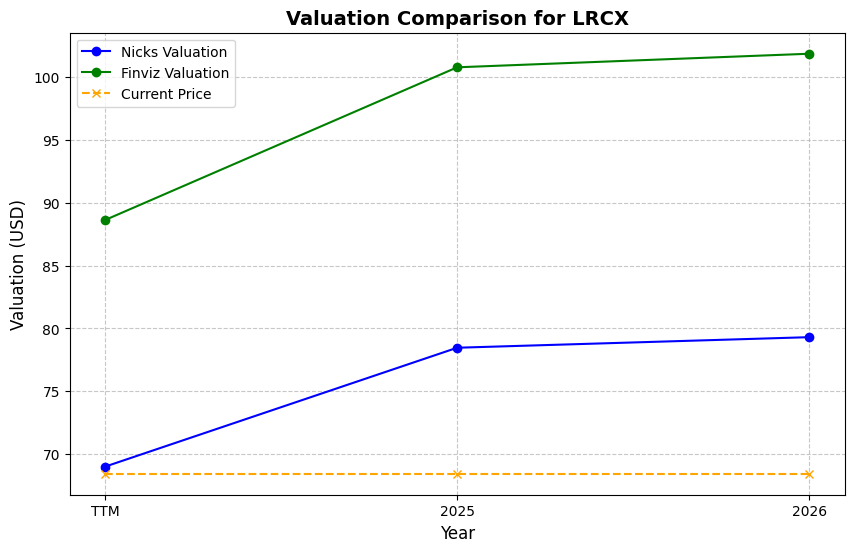 Valuation Comparison for LRCX
Nicks Valuation
Finviz Valuation
Current Price
Valuation (USD)
100
95
90
85
80
75
70
TTM
2025
2026
Year